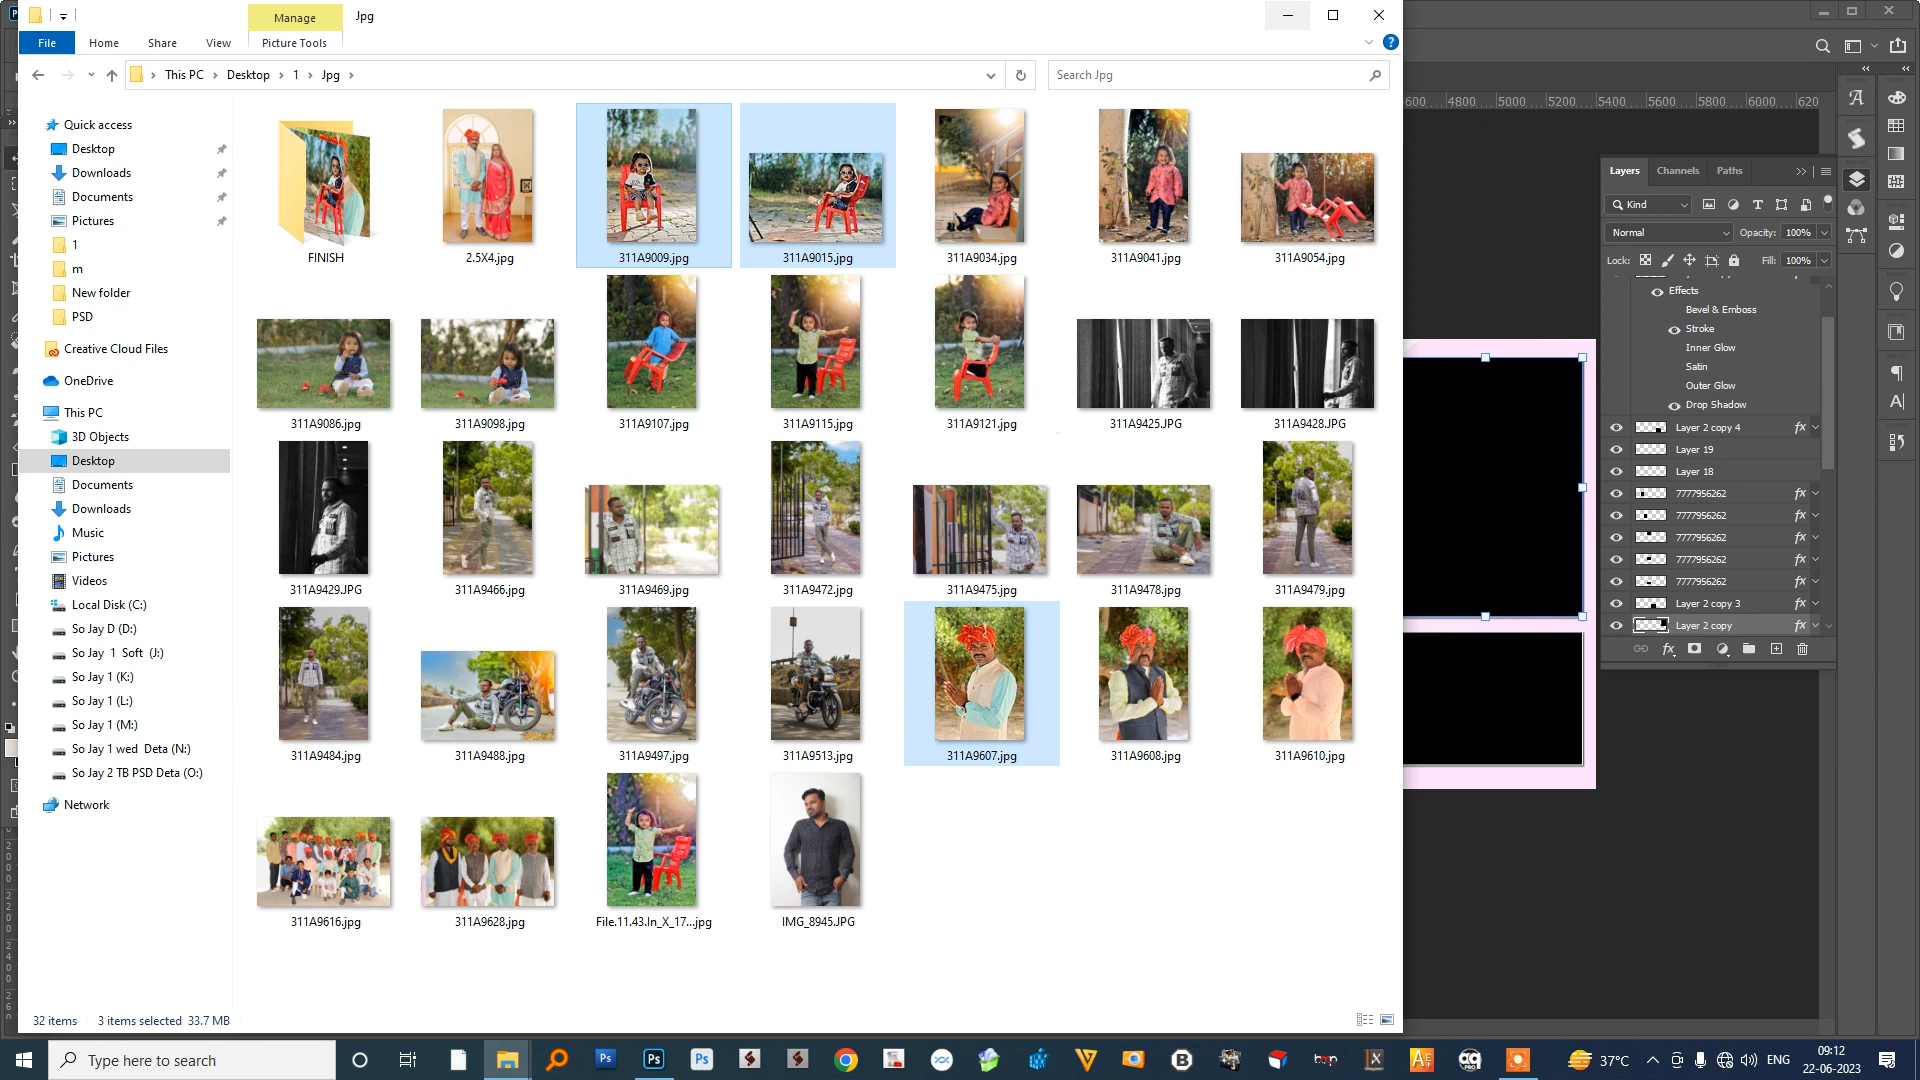 Manage
Jpg
File
Home
Share
View
Picture Tools
This PC
Desktop
1
Jpg
Search Jpg
Quick access
Desktop
Downloads
Documents
Pictures
1
m
New folder
PSD
Creative Cloud Files
OneDrive
This PC
3D Objects
Desktop
Documents
Downloads
Music
Pictures
Videos
Local Disk (C:)
So Jay D (D:)
So Jay 1 Soft (J:)
So Jay 1 (K:)
So Jay 1 (L:)
So Jay 1 (M:)
So Jay 1 wed Deta (N:)
So Jay 2 TB PSD Deta (O:)
Network
FINISH
2.5X4.jpg
311A9009.jpg
311A9015.jpg
311A9034.jpg
311A9041.jpg
311A9054.jpg
311A9086.jpg
311A9098.jpg
311A9107.jpg
311A9115.jpg
311A9121.jpg
311A9425.JPG
311A9428.JPG
311A9429.JPG
311A9466.jpg
311A9469.jpg
311A9472.jpg
311A9475.jpg
311A9478.jpg
311A9479.jpg
311A9484.jpg
311A9488.jpg
311A9497.jpg
311A9513.jpg
311A9607.jpg
311A9608.jpg
311A9610.jpg
311A9616.jpg
311A9628.jpg
File.11.43.In_X_17...jpg
IMG_8945.JPG
32 items
3 items selected 33.7 MB
4800 5000 5200 5400 5600 5800 6000
Layers
Channels
Paths
Kind
Normal
Opacity: 100%
Lock:
Fill: 100%
Effects
Bevel & Emboss
Stroke
Inner Glow
Satin
Outer Glow
Drop Shadow
Layer 2 copy 4 fx
Layer 19
Layer 18
7777956262 fx
7777956262 fx
7777956262 fx
7777956262 fx
7777956262 fx
Layer 2 copy 3 fx
Layer 2 copy fx
Type here to search
37°C
ENG
09:12
22-06-2023